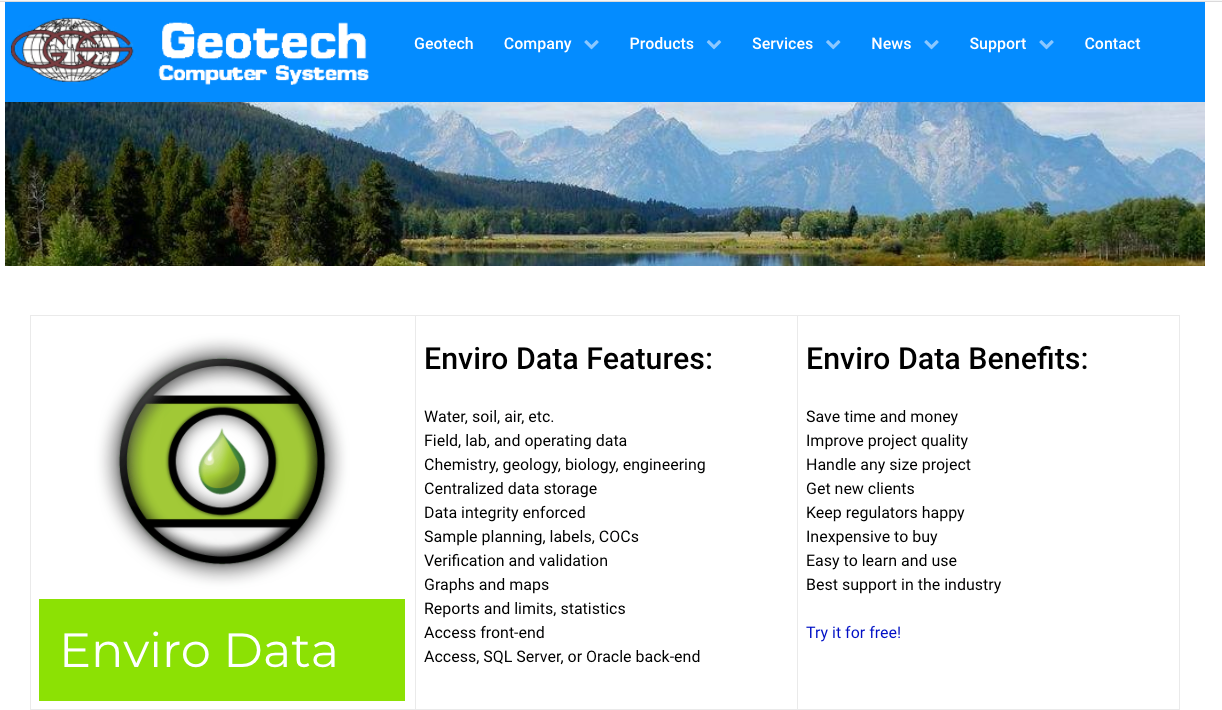 Geotech
Computer Systems
Geotech Company Products Services News Support Contact
Enviro Data
Enviro Data Features:
Water, soil, air, etc.
Field, lab, and operating data
Chemistry, geology, biology, engineering
Centralized data storage
Data integrity enforced
Sample planning, labels, COCs
Verification and validation
Graphs and maps
Reports and limits, statistics
Access front-end
Access, SQL Server, or Oracle back-end
Enviro Data Benefits:
Save time and money
Improve project quality
Handle any size project
Get new clients
Keep regulators happy
Inexpensive to buy
Easy to learn and use
Best support in the industry
Try it for free!